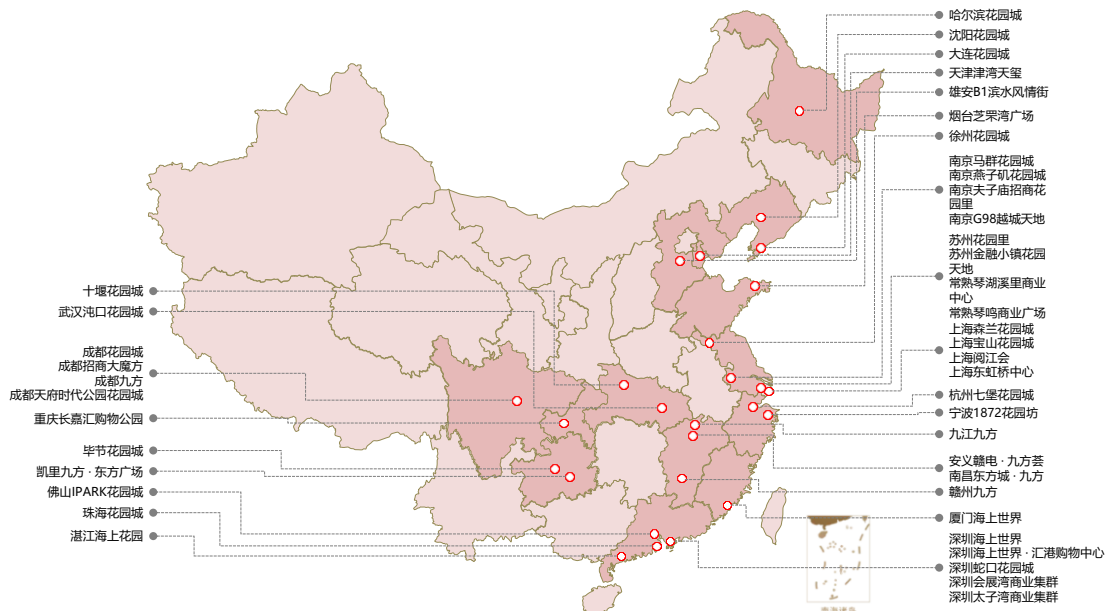 哈尔滨花园城
沈阳花园城
大连花园城
天津津湾天玺
雄安B1滨水风情街
烟台芝罘湾广场
徐州花园城
南京马群花园城
南京燕子矶花园城
南京夫子庙招商花
园里
南京G98越城天地
苏州花园里
苏州金融小镇花园
天地
常熟琴湖溪里商业
中心
常熟琴鸣商业广场
上海森兰花园城
上海宝山花园城
上海阅江会
上海东虹桥中心
杭州七堡花园城
宁波1872花园坊
九江九方
安义赣电·九方荟
南昌东方城·九方
赣州九方
厦门海上世界
深圳海上世界
深圳海上世界·汇港购物中心
深圳蛇口花园城
深圳会展湾商业集群
深圳太子湾商业集群
十堰花园城
武汉沌口花园城
成都花园城
成都招商大魔方
成都九方
成都天府时代公园花园城
重庆长嘉汇购物公园
毕节花园城
凯里九方·东方广场
佛山IPARK花园城
珠海花园城
湛江海上花园